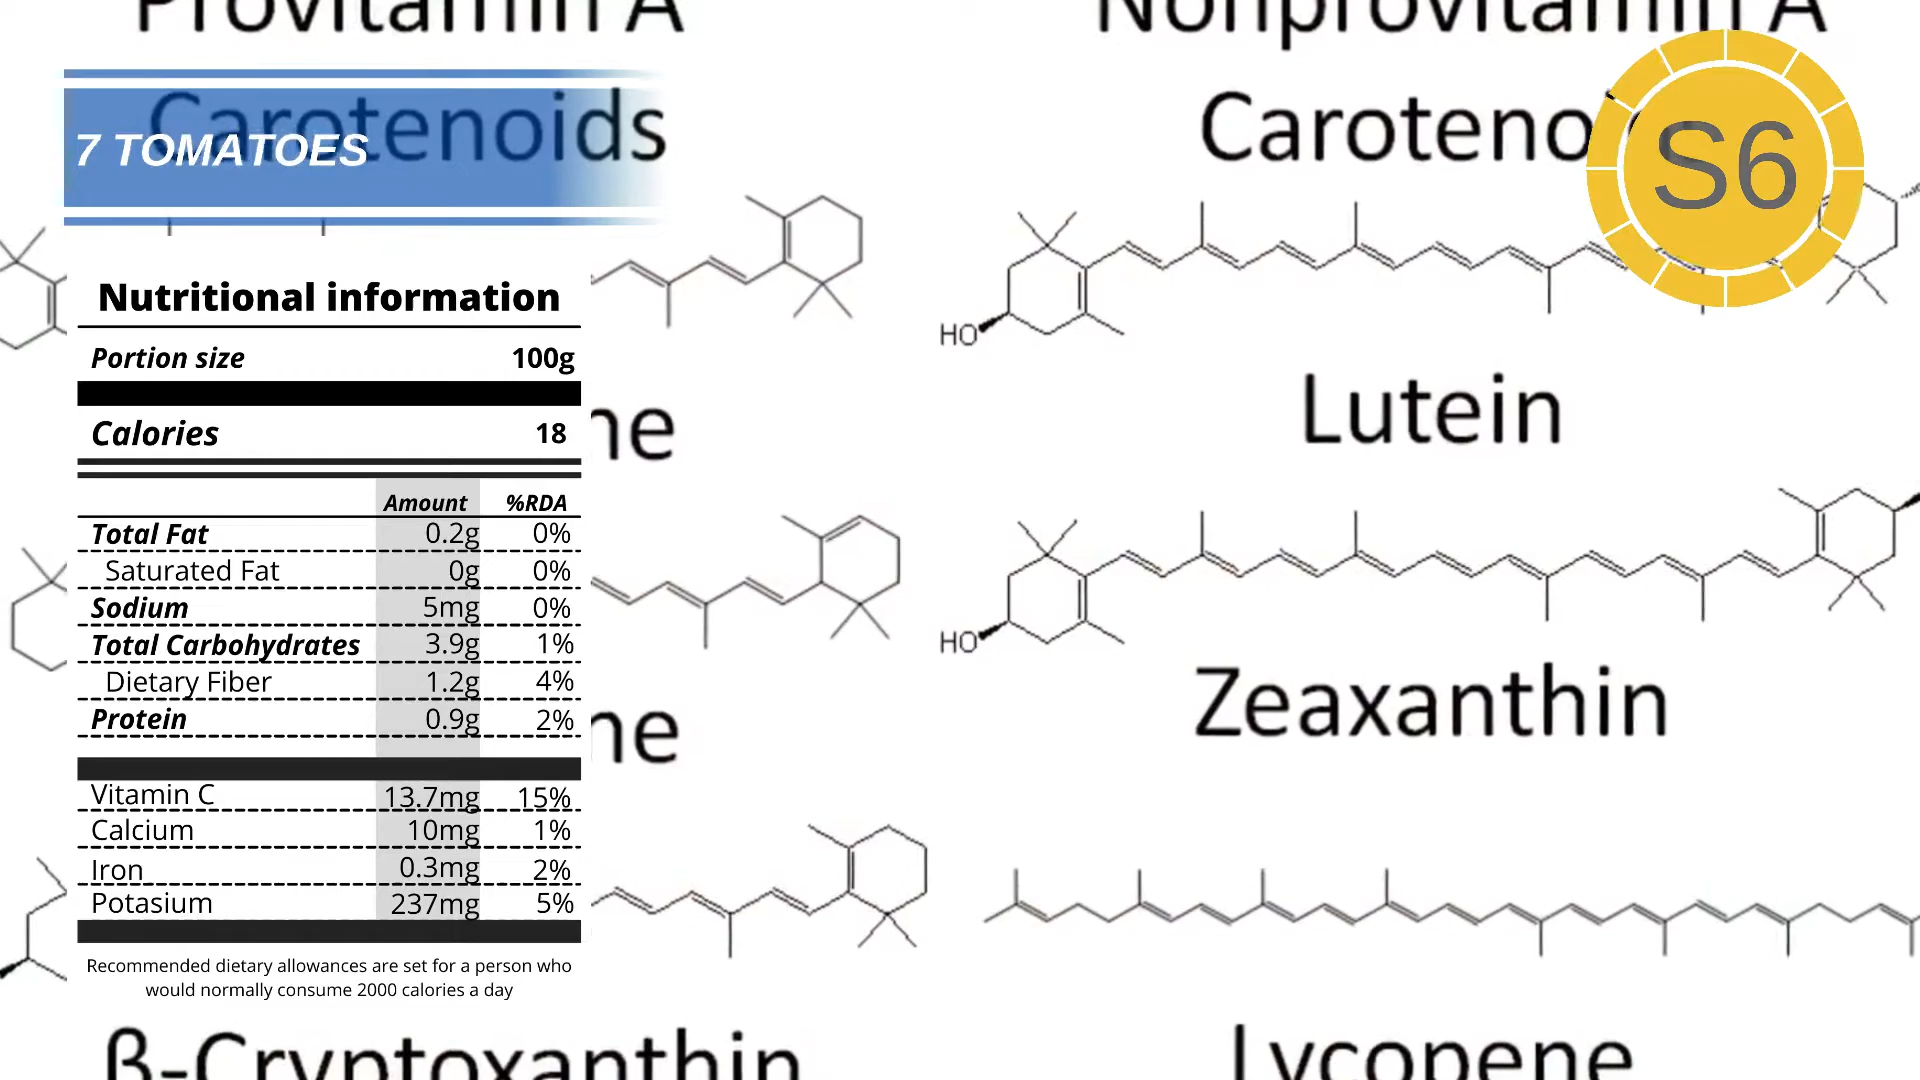 Provitamin A
Carotenoids
Nonprovitamin A
Caroteno
S6
7 TOMATOES
Nutritional information
Portion size 100g
Calories 18
Amount %RDA
Total Fat 0.2g 0%
Saturated Fat 0g 0%
Sodium 5mg 0%
Total Carbohydrates 3.9g 1%
Dietary Fiber 1.2g 4%
Protein 0.9g 2%
Vitamin C 13.7mg 15%
Calcium 10mg 1%
Iron 0.3mg 2%
Potasium 237mg 5%
Recommended dietary allowances are set for a person who
would normally consume 2000 calories a day
ne
ne
β-Cryptoxanthin
HO
Lutein
HO
Zeaxanthin
Lycopene